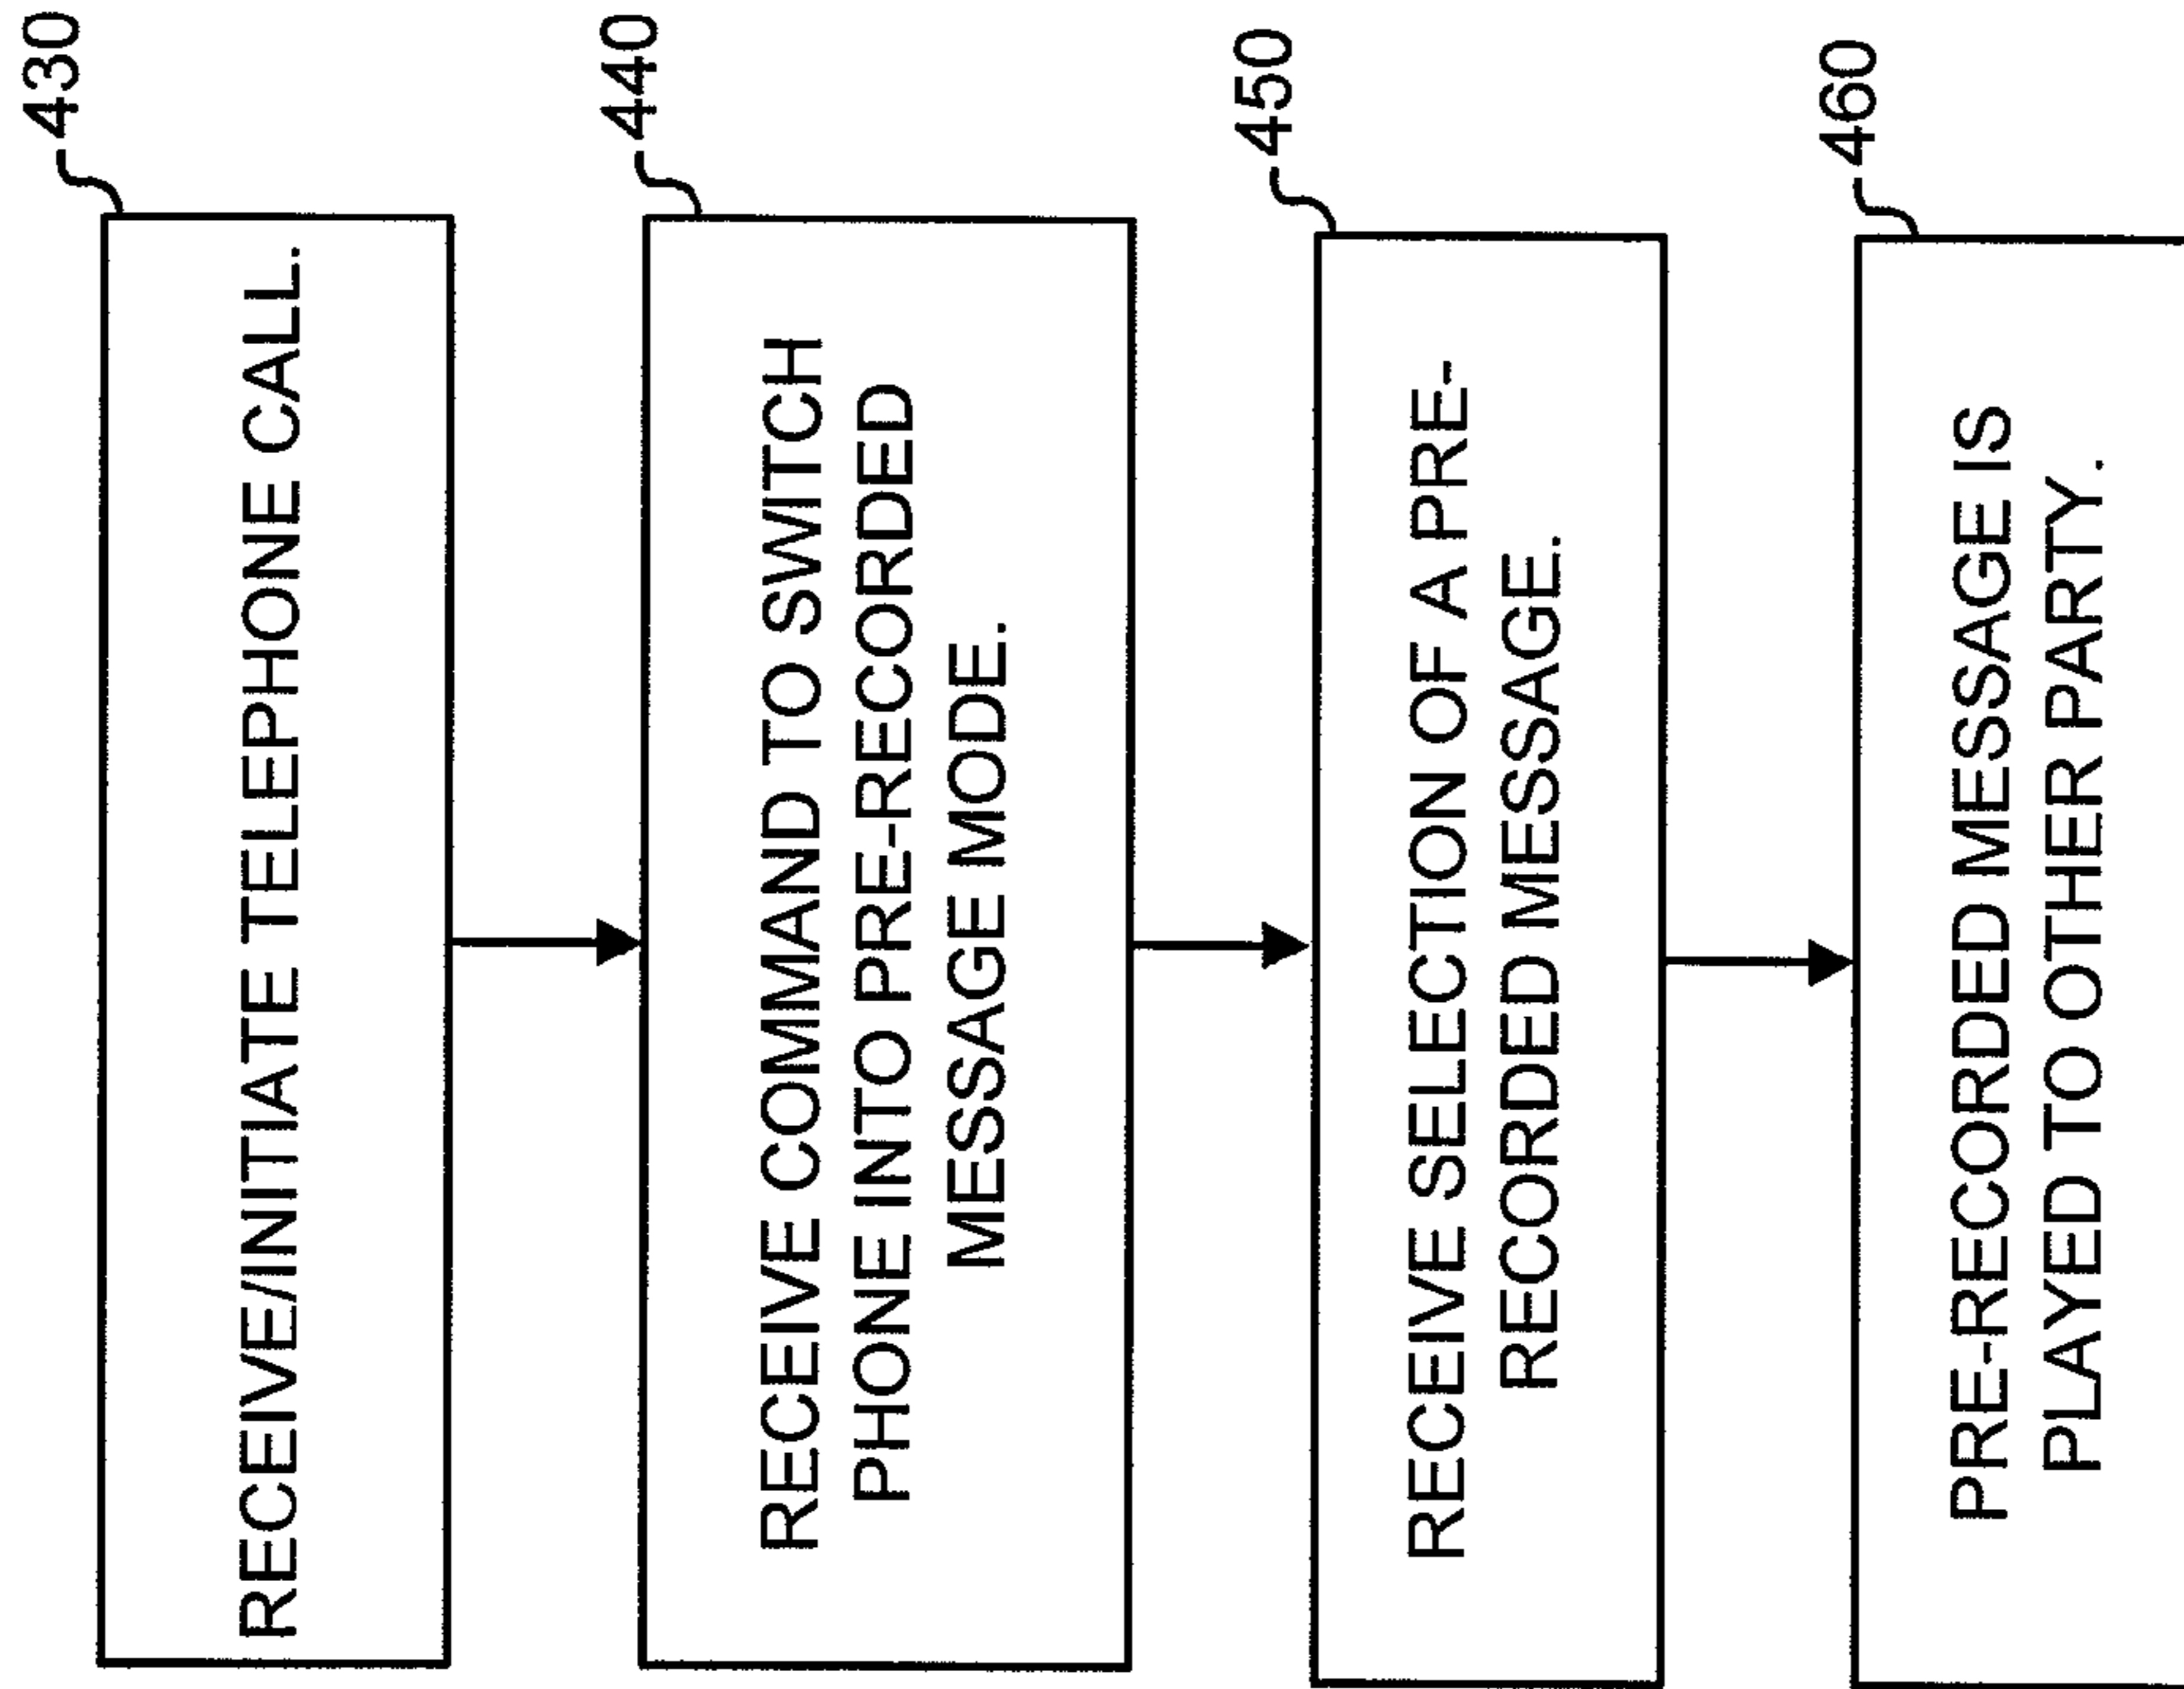 430
RECEIVE/INITIATE TELEPHONE CALL.
440
RECEIVE COMMAND TO SWITCH
PHONE INTO PRE-RECORDED
MESSAGE MODE.
450
RECEIVE SELECTION OF A PRE-
RECORDED MESSAGE.
460
PRE-RECORDED MESSAGE IS
PLAYED TO OTHER PARTY.